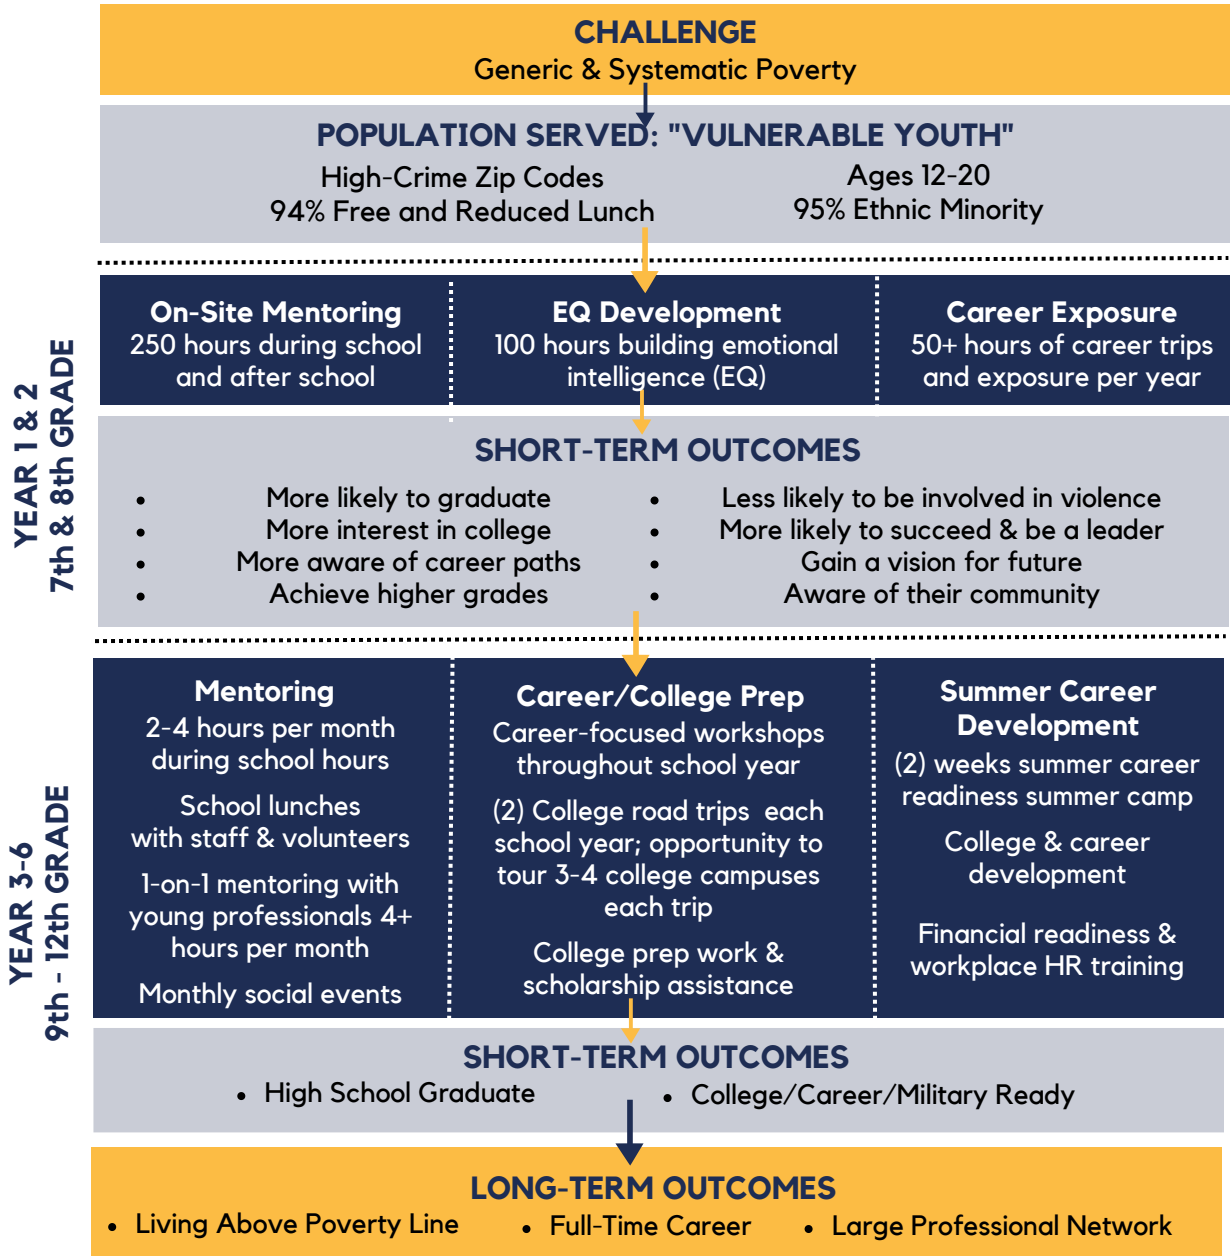 CHALLENGE
Generic & Systematic Poverty
POPULATION SERVED: "VULNERABLE YOUTH"
High-Crime Zip Codes
94% Free and Reduced Lunch
Ages 12-20
95% Ethnic Minority
YEAR 1 & 2
7th & 8th GRADE
On-Site Mentoring
250 hours during school
and after school
EQ Development
100 hours building emotional
intelligence (EQ)
Career Exposure
50+ hours of career trips
and exposure per year
SHORT-TERM OUTCOMES
• More likely to graduate
• More interest in college
• More aware of career paths
• Achieve higher grades
• Less likely to be involved in violence
• More likely to succeed & be a leader
• Gain a vision for future
• Aware of their community
YEAR 3-6
9th - 12th GRADE
Mentoring
2-4 hours per month
during school hours
School lunches
with staff & volunteers
1-on-1 mentoring with
young professionals 4+
hours per month
Monthly social events
Career/College Prep
Career-focused workshops
throughout school year
(2) College road trips each
school year; opportunity to
tour 3-4 college campuses
each trip
College prep work &
scholarship assistance
Summer Career
Development
(2) weeks summer career
readiness summer camp
College & career
development
Financial readiness &
workplace HR training
SHORT-TERM OUTCOMES
• High School Graduate
• College/Career/Military Ready
LONG-TERM OUTCOMES
• Living Above Poverty Line
• Full-Time Career
• Large Professional Network